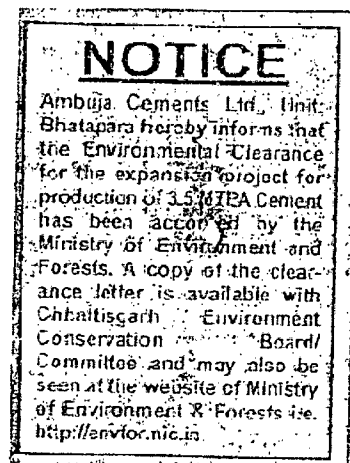 NOTICE
Ambuja Cements Ltd., Unit:
Bhatapara hereby informs that
the Environmental Clearance
for the expansion project for
production of 3.5 MTPA Cement
has been accorded by the
Ministry of Environment and
Forests. A copy of the clear-
ance letter is available with
Chhattisgarh Environment
Conservation Board/
Committee and may also be
seen at the website of Ministry
of Environment & Forests i.e.
http://envfor.nic.in